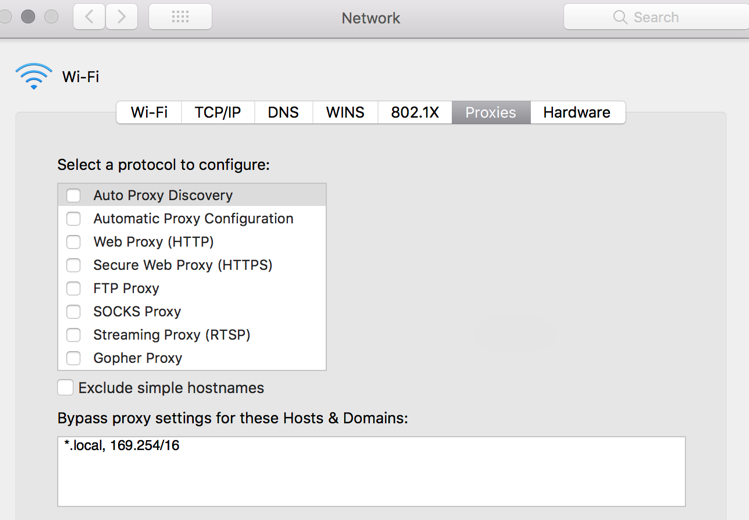 Network
Search
Wi-Fi
Wi-Fi TCP/IP DNS WINS 802.1X Proxies Hardware
Select a protocol to configure:
Auto Proxy Discovery
Automatic Proxy Configuration
Web Proxy (HTTP)
Secure Web Proxy (HTTPS)
FTP Proxy
SOCKS Proxy
Streaming Proxy (RTSP)
Gopher Proxy
Exclude simple hostnames
Bypass proxy settings for these Hosts & Domains:
*.local, 169.254/16